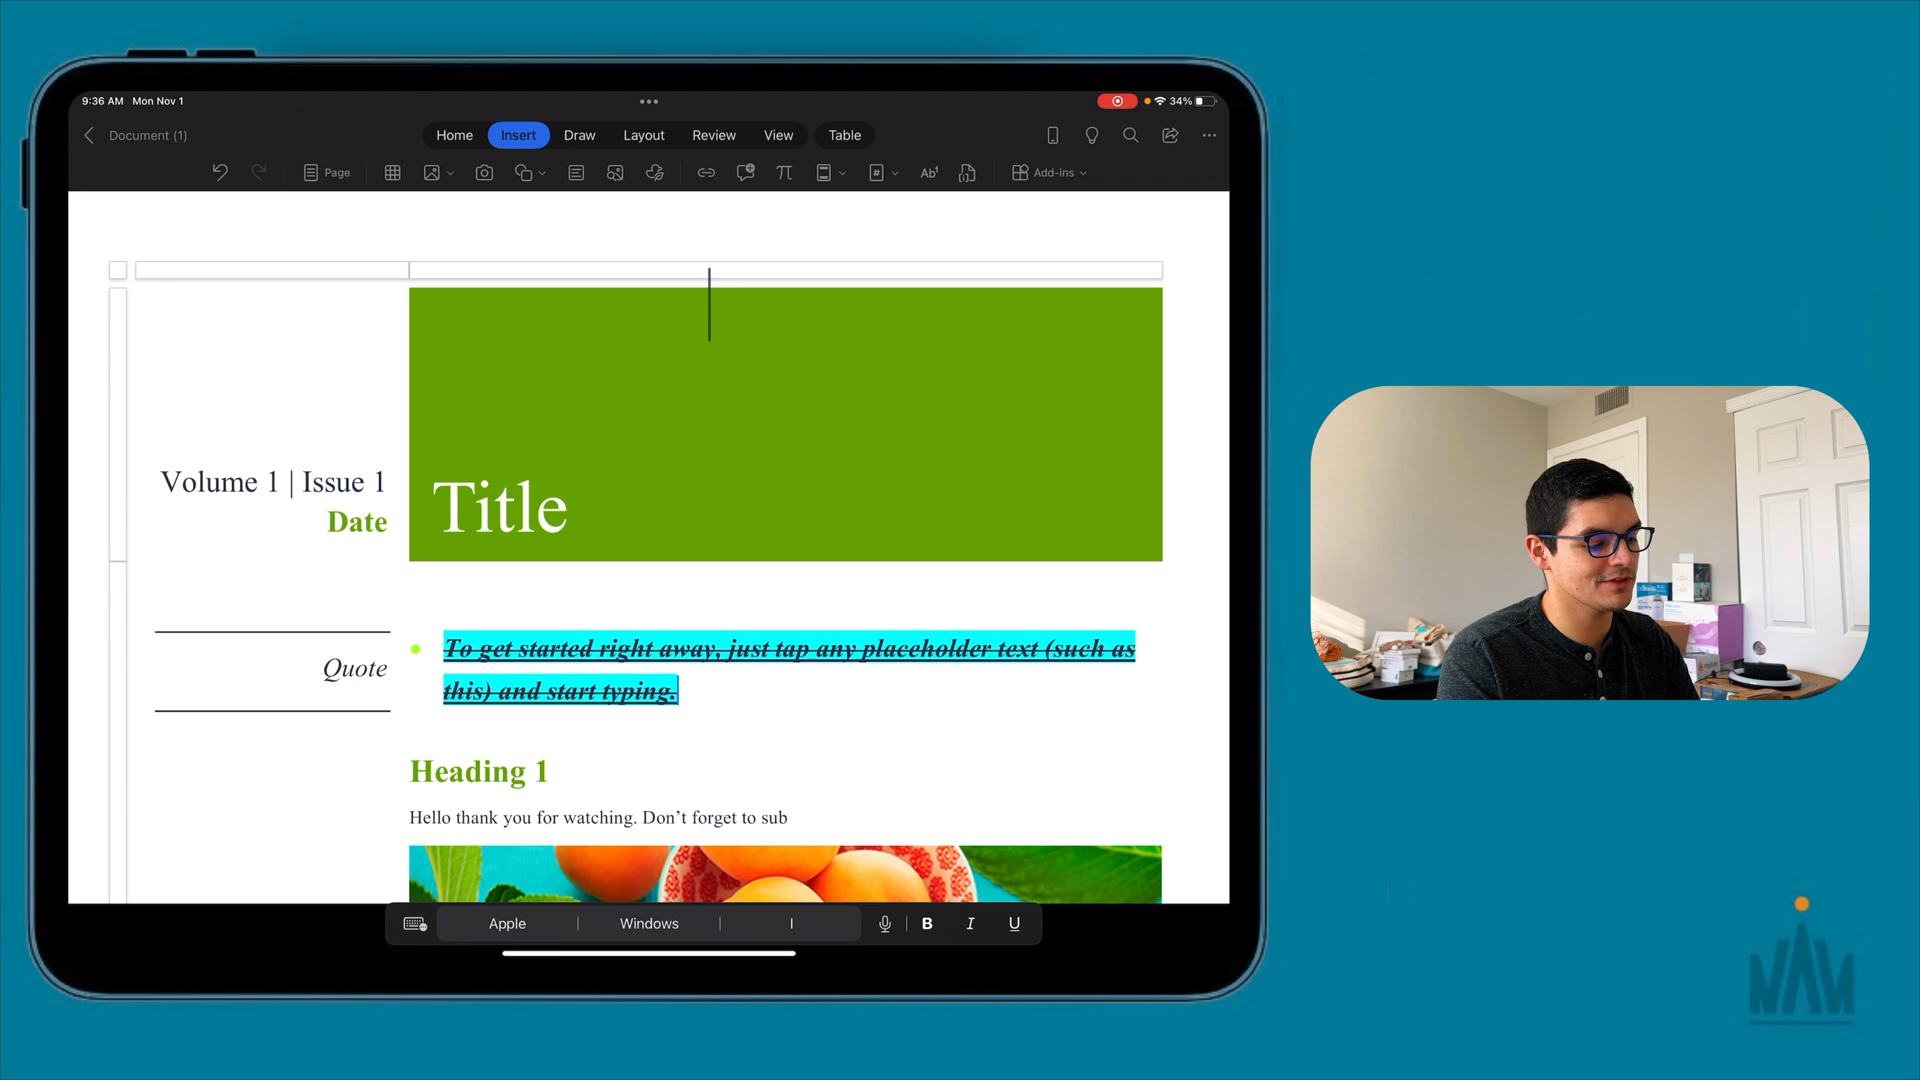 9:36 AM Mon Nov 1
34%
Document (1)
Home Insert Draw Layout Review View Table
Page
Add-ins
Volume 1 | Issue 1
Date
Title
Quote
To get started right away, just tap any placeholder text (such as
this) and start typing.
Heading 1
Hello thank you for watching. Don’t forget to sub
Apple Windows I
B I U